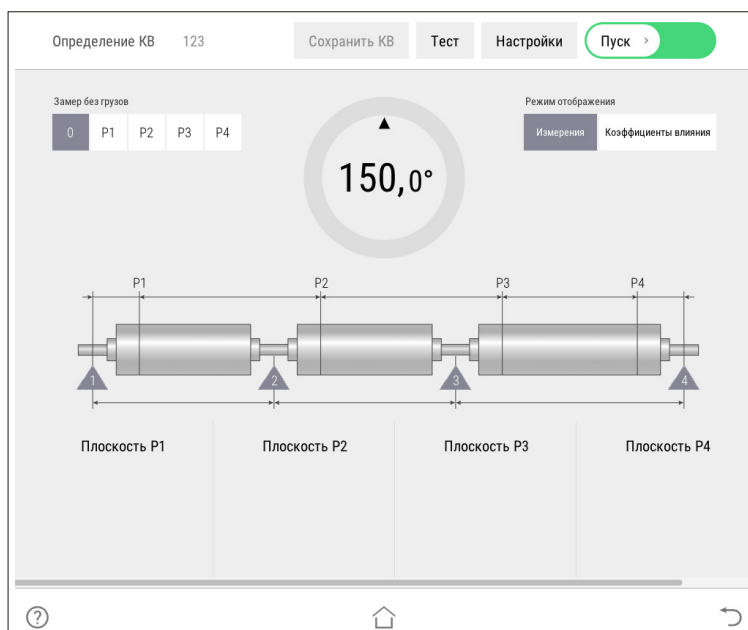 Определение КВ 123 Сохранить КВ Тест Настройки Пуск
Замер без грузов
0 P1 P2 P3 P4
Режим отображения
Измерения Коэффициенты влияния
150,0°
P1 P2 P3 P4
1 2 3 4
Плоскость P1 Плоскость P2 Плоскость P3 Плоскость P4
?